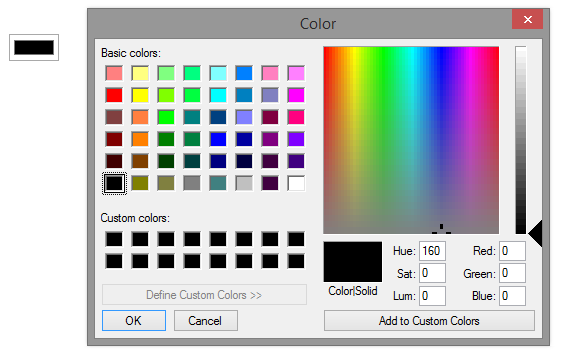 Color
Basic colors:
Custom colors:
Define Custom Colors >>
OK
Cancel
Color|Solid
Hue: 160
Sat: 0
Lum: 0
Red: 0
Green: 0
Blue: 0
Add to Custom Colors